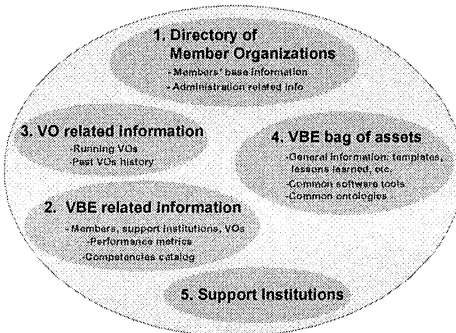 1. Directory of
Member Organizations
- Members' base information
- Administration related info
3. VO related information
-Running VOs
-Past VOs history
4. VBE bag of assets
-General information: templates,
lessons learned, etc.
-Common software tools
-Common ontologies
2. VBE related information
- Members, support institutions, VOs
-Performance metrics
-Competencies catalog
5. Support Institutions